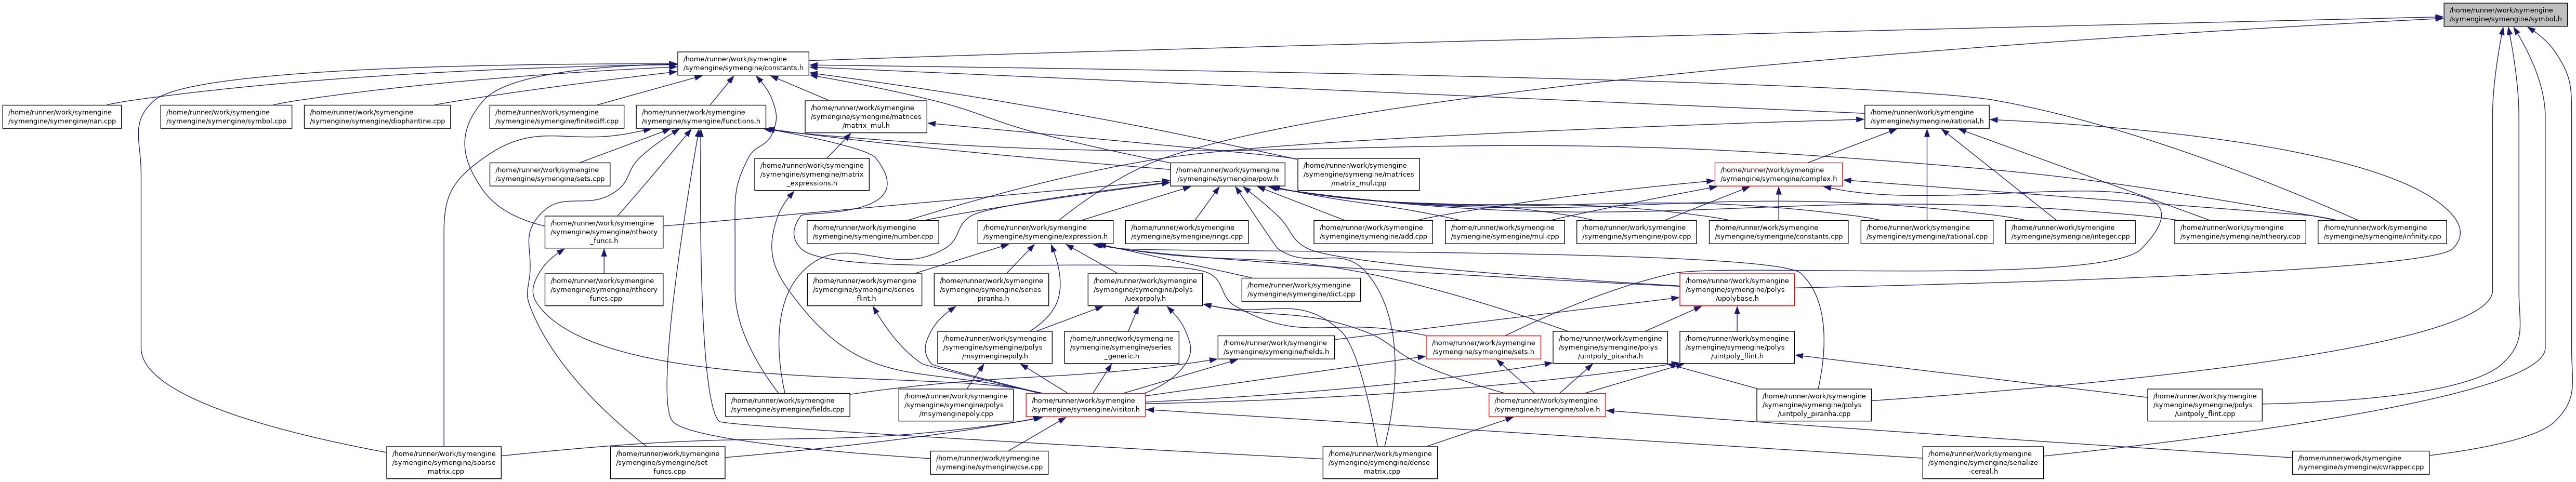 /home/runner/work/symengine
/symengine/symengine/symbol.h
/home/runner/work/symengine
/symengine/symengine/constants.h
/home/runner/work/symengine
/symengine/symengine/nan.cpp
/home/runner/work/symengine
/symengine/symengine/symbol.cpp
/home/runner/work/symengine
/symengine/symengine/diophantine.cpp
/home/runner/work/symengine
/symengine/symengine/finitediff.cpp
/home/runner/work/symengine
/symengine/symengine/functions.h
/home/runner/work/symengine
/symengine/symengine/matrices
/matrix_mul.h
/home/runner/work/symengine
/symengine/symengine/rational.h
/home/runner/work/symengine
/symengine/symengine/sets.cpp
/home/runner/work/symengine
/symengine/symengine/matrix
_expressions.h
/home/runner/work/symengine
/symengine/symengine/pow.h
/home/runner/work/symengine
/symengine/symengine/matrices
/matrix_mul.cpp
/home/runner/work/symengine
/symengine/symengine/complex.h
/home/runner/work/symengine
/symengine/symengine/ntheory
_funcs.h
/home/runner/work/symengine
/symengine/symengine/number.cpp
/home/runner/work/symengine
/symengine/symengine/expression.h
/home/runner/work/symengine
/symengine/symengine/rings.cpp
/home/runner/work/symengine
/symengine/symengine/add.cpp
/home/runner/work/symengine
/symengine/symengine/mul.cpp
/home/runner/work/symengine
/symengine/symengine/pow.cpp
/home/runner/work/symengine
/symengine/symengine/constants.cpp
/home/runner/work/symengine
/symengine/symengine/rational.cpp
/home/runner/work/symengine
/symengine/symengine/integer.cpp
/home/runner/work/symengine
/symengine/symengine/ntheory.cpp
/home/runner/work/symengine
/symengine/symengine/infinity.cpp
/home/runner/work/symengine
/symengine/symengine/ntheory
_funcs.cpp
/home/runner/work/symengine
/symengine/symengine/series
_flint.h
/home/runner/work/symengine
/symengine/symengine/series
_piranha.h
/home/runner/work/symengine
/symengine/symengine/polys
/uexprpoly.h
/home/runner/work/symengine
/symengine/symengine/dict.cpp
/home/runner/work/symengine
/symengine/symengine/polys
/upolybase.h
/home/runner/work/symengine
/symengine/symengine/polys
/msymenginepoly.h
/home/runner/work/symengine
/symengine/symengine/series
_generic.h
/home/runner/work/symengine
/symengine/symengine/fields.h
/home/runner/work/symengine
/symengine/symengine/sets.h
/home/runner/work/symengine
/symengine/symengine/polys
/uintpoly_piranha.h
/home/runner/work/symengine
/symengine/symengine/polys
/uintpoly_flint.h
/home/runner/work/symengine
/symengine/symengine/fields.cpp
/home/runner/work/symengine
/symengine/symengine/polys
/msymenginepoly.cpp
/home/runner/work/symengine
/symengine/symengine/visitor.h
/home/runner/work/symengine
/symengine/symengine/solve.h
/home/runner/work/symengine
/symengine/symengine/polys
/uintpoly_piranha.cpp
/home/runner/work/symengine
/symengine/symengine/polys
/uintpoly_flint.cpp
/home/runner/work/symengine
/symengine/symengine/sparse
_matrix.cpp
/home/runner/work/symengine
/symengine/symengine/set
_funcs.cpp
/home/runner/work/symengine
/symengine/symengine/cse.cpp
/home/runner/work/symengine
/symengine/symengine/dense
_matrix.cpp
/home/runner/work/symengine
/symengine/symengine/serialize
-cereal.h
/home/runner/work/symengine
/symengine/symengine/cwrapper.cpp